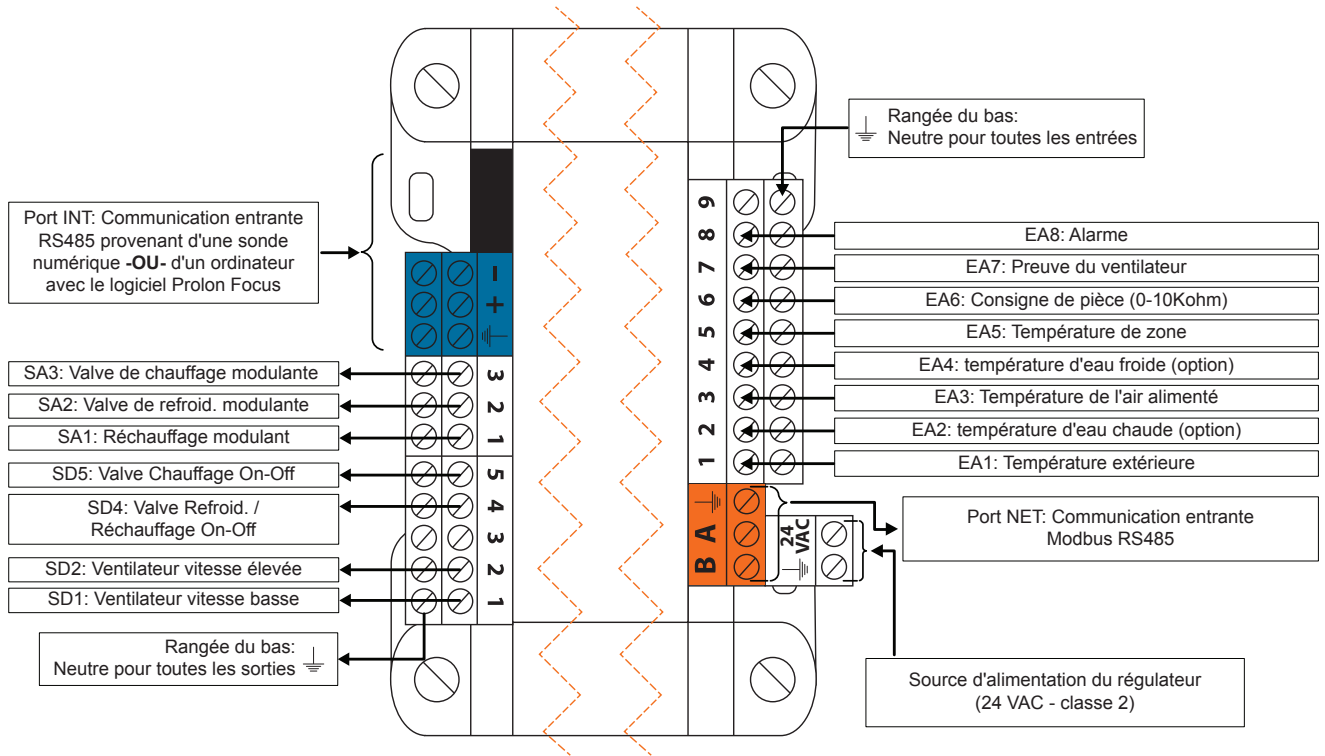 Rangée du bas:
Neutre pour toutes les entrées
Port INT: Communication entrante
RS485 provenant d'une sonde
numérique -OU- d'un ordinateur
avec le logiciel Prolon Focus
-
+
SA3: Valve de chauffage modulante
SA2: Valve de refroid. modulante
SA1: Réchauffage modulant
SD5: Valve Chauffage On-Off
SD4: Valve Refroid. /
Réchauffage On-Off
SD2: Ventilateur vitesse élevée
SD1: Ventilateur vitesse basse
Rangée du bas:
Neutre pour toutes les sorties
3
2
1
5
4
3
2
1
9
8
7
6
5
4
3
2
1
EA8: Alarme
EA7: Preuve du ventilateur
EA6: Consigne de pièce (0-10Kohm)
EA5: Température de zone
EA4: température d'eau froide (option)
EA3: Température de l'air alimenté
EA2: température d'eau chaude (option)
EA1: Température extérieure
B A
24
VAC
Port NET: Communication entrante
Modbus RS485
Source d'alimentation du régulateur
(24 VAC - classe 2)